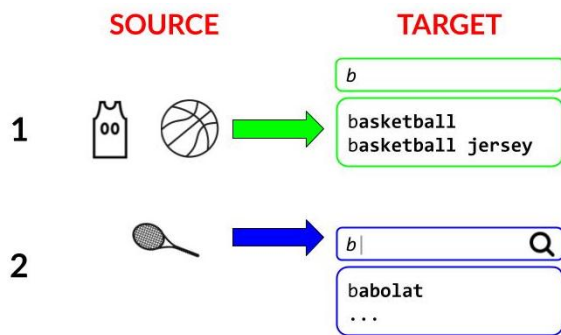 SOURCE
TARGET
1
00
b
basketball
basketball jersey
2
b
babolat
...